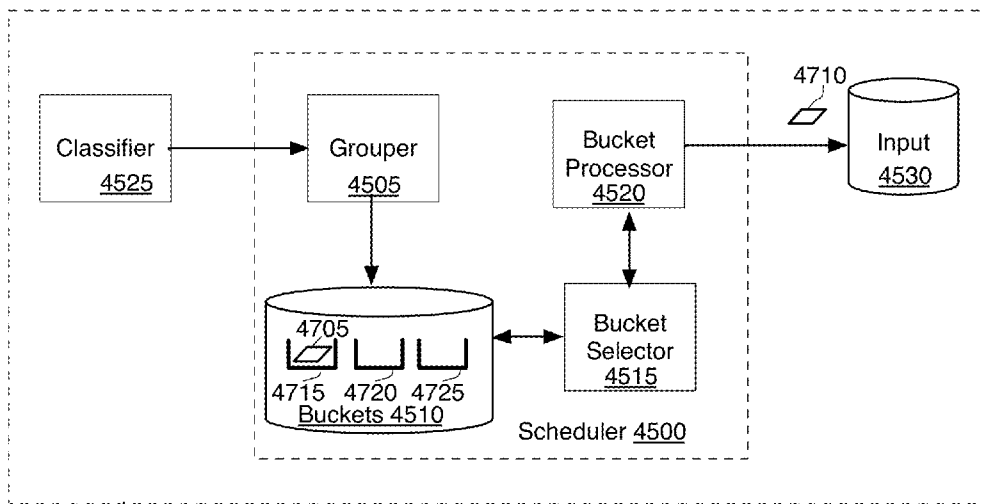 Classifier
4525
Grouper
4505
Bucket
Processor
4520
4710
Input
4530
4705
4715 4720 4725
Buckets 4510
Bucket
Selector
4515
Scheduler 4500